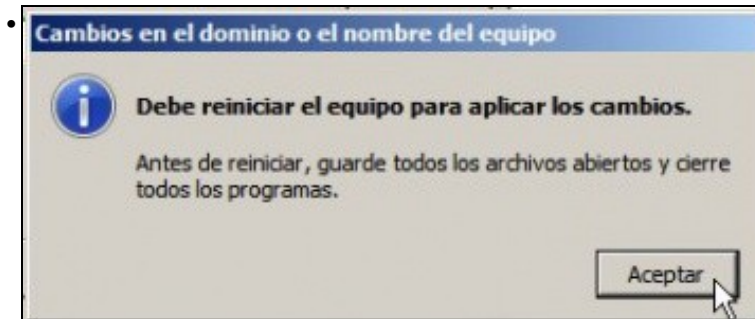 Cambios en el dominio o el nombre del equipo
Debe reiniciar el equipo para aplicar los cambios.
Antes de reiniciar, guarde todos los archivos abiertos y cierre
todos los programas.
Aceptar